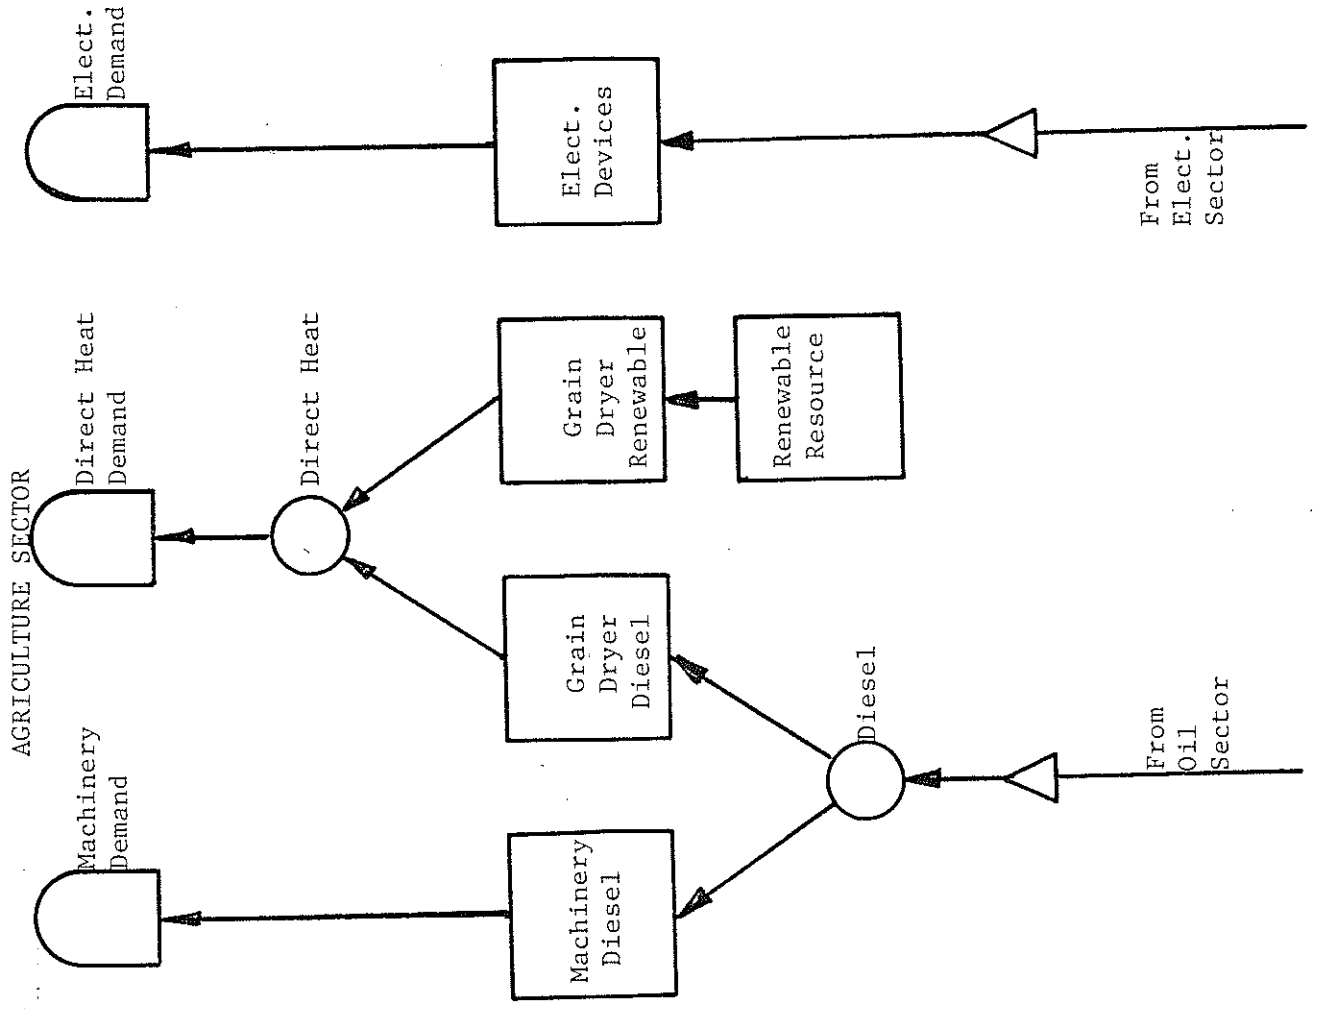 AGRICULTURE SECTOR
Machinery
Demand
Direct Heat
Demand
Elect.
Demand
Direct Heat
Machinery
Diesel
Grain
Dryer
Diesel
Grain
Dryer
Renewable
Elect.
Devices
Renewable
Resource
Diesel
From
Oil
Sector
From
Elect.
Sector